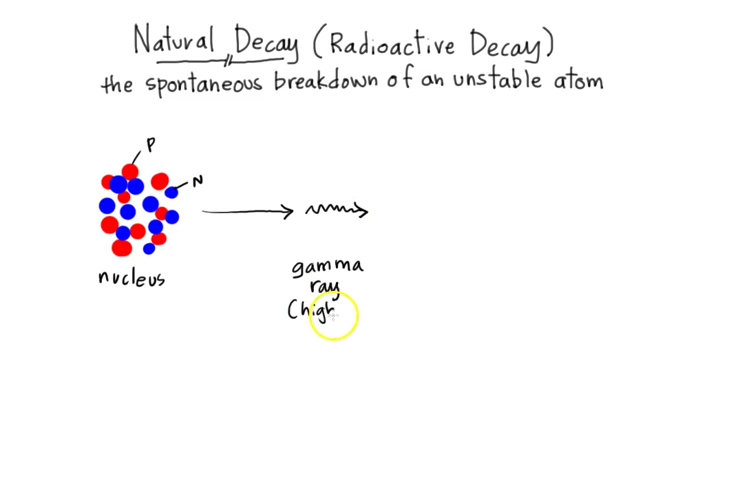 Natural Decay (Radioactive Decay)
the spontaneous breakdown of an unstable atom
P
N
nucleus
gamma
ray
(high